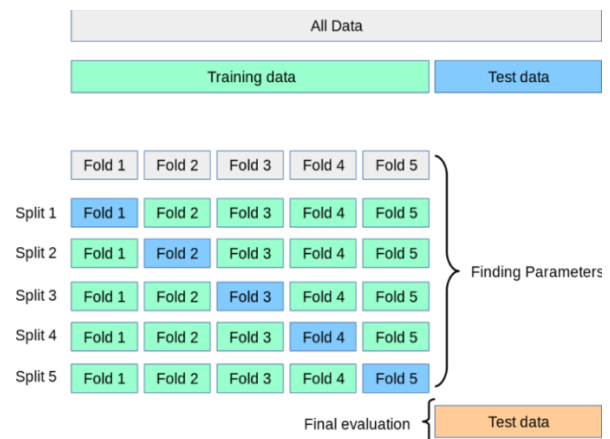 All Data
Training data Test data
Fold 1 Fold 2 Fold 3 Fold 4 Fold 5
Split 1 Fold 1 Fold 2 Fold 3 Fold 4 Fold 5
Split 2 Fold 1 Fold 2 Fold 3 Fold 4 Fold 5
Finding Parameters
Split 3 Fold 1 Fold 2 Fold 3 Fold 4 Fold 5
Split 4 Fold 1 Fold 2 Fold 3 Fold 4 Fold 5
Split 5 Fold 1 Fold 2 Fold 3 Fold 4 Fold 5
Final evaluation Test data